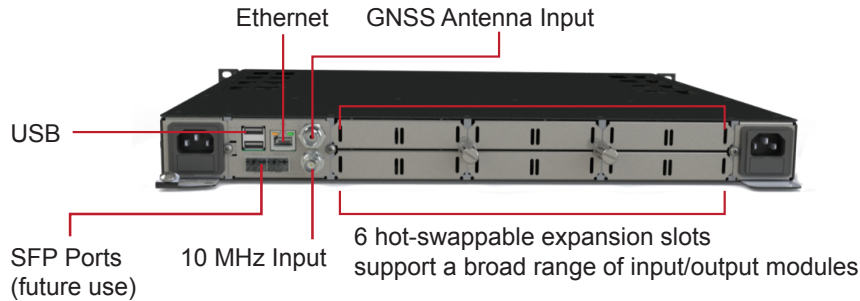 Ethernet
GNSS Antenna Input
USB
SFP Ports
(future use)
10 MHz Input
6 hot-swappable expansion slots
support a broad range of input/output modules